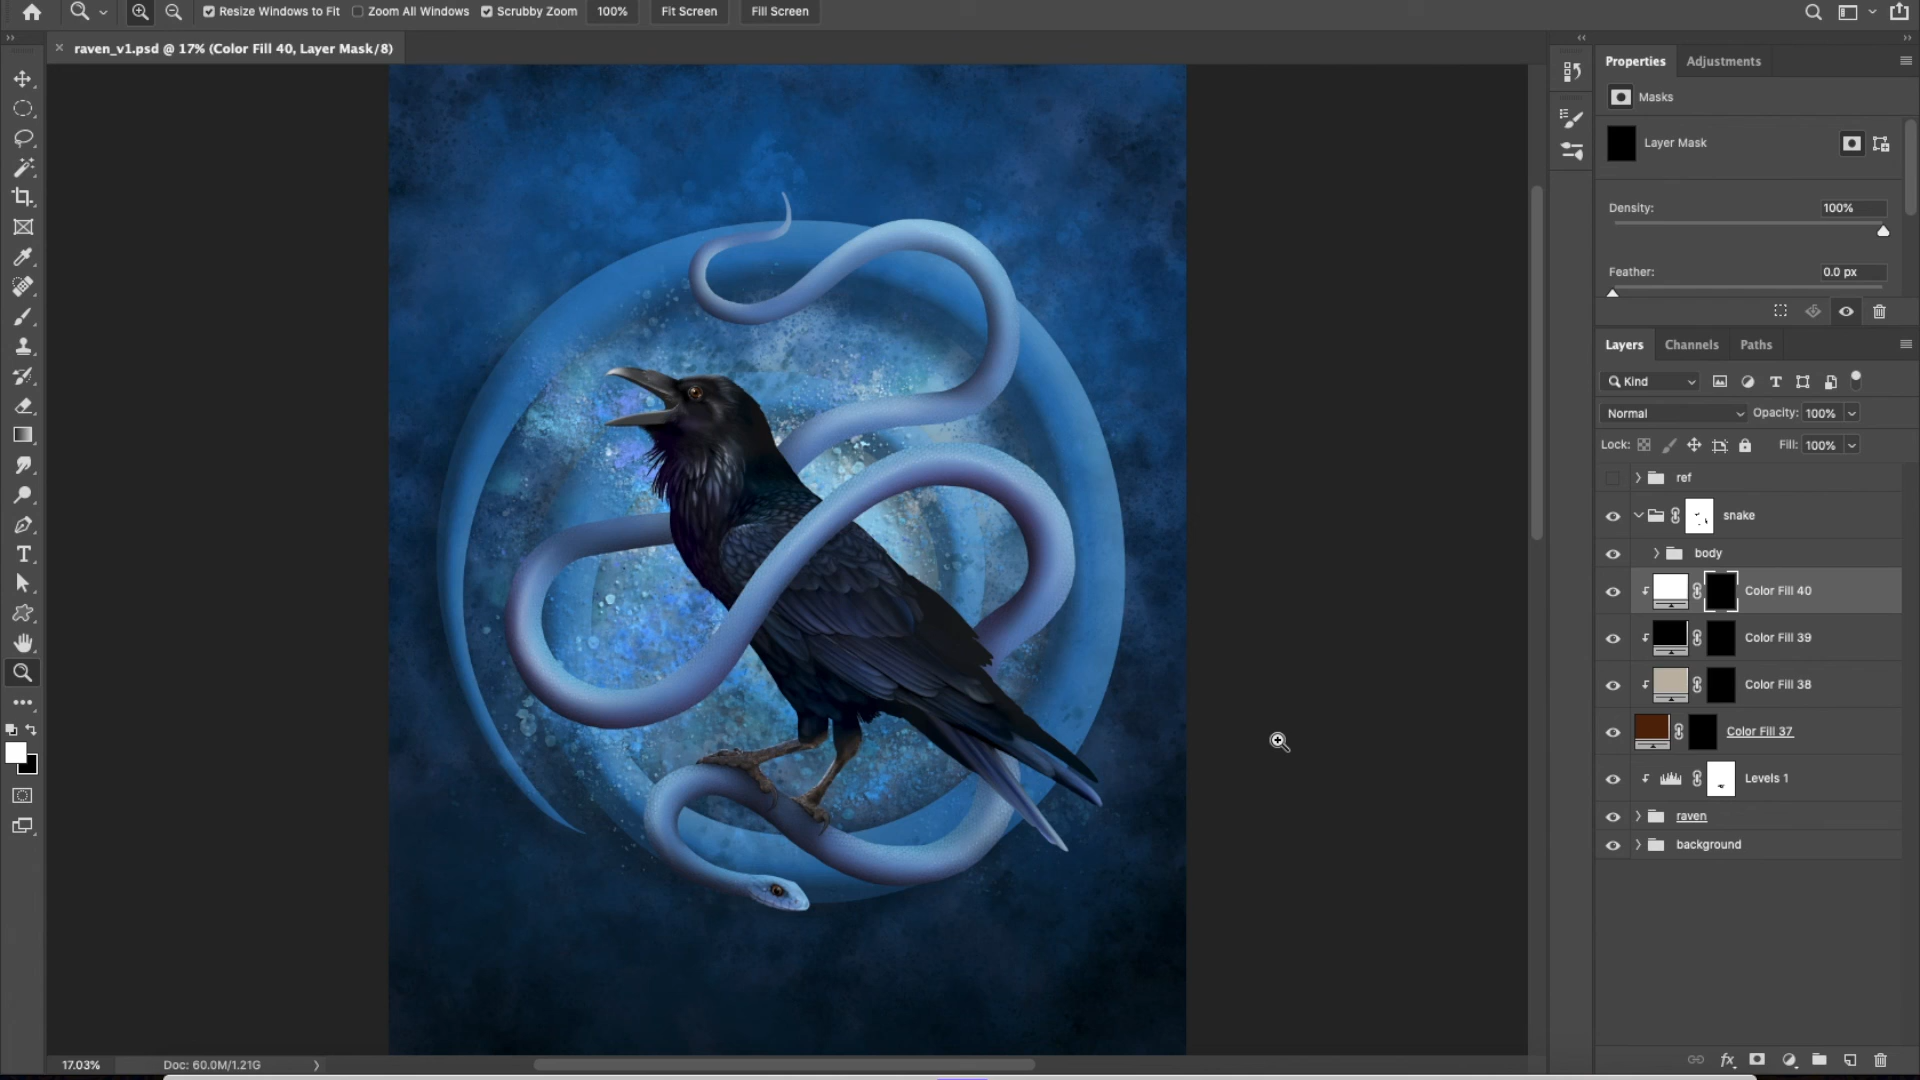 Resize Windows to Fit Zoom All Windows Scrubby Zoom 100% Fit Screen Fill Screen
raven_v1.psd @ 17% (Color Fill 40, Layer Mask/8)
Properties Adjustments
Masks
Layer Mask
Density: 100%
Feather: 0.0 px
Layers Channels Paths
Kind
Normal Opacity: 100%
Lock: Fill: 100%
ref
snake
body
Color Fill 40
Color Fill 39
Color Fill 38
Color Fill 37
Levels 1
raven
background
17.03% Doc: 60.0M/1.21G